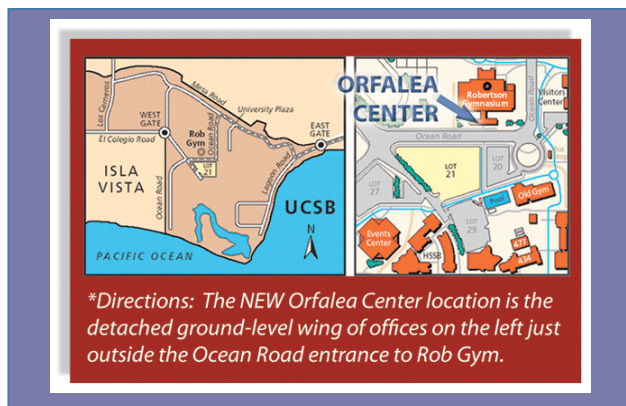 Los Carneros
Mesa Road
University Plaza
WEST
GATE
EAST
GATE
El Colegio Road
Rob
Gym
Ocean Road
LOT
21
Lagoon Road
ISLA
VISTA
Ocean Road
UCSB
N
PACIFIC OCEAN
ORFALEA
CENTER
Robertson
Gymnasium
Visitors
Center
Ocean Road
Ocean Road
LOT
21
LOT
20
LOT
27
Pool
Old Gym
LOT
29
Events
Center
HSSB
477
434
*Directions: The NEW Orfalea Center location is the
detached ground-level wing of offices on the left just
outside the Ocean Road entrance to Rob Gym.